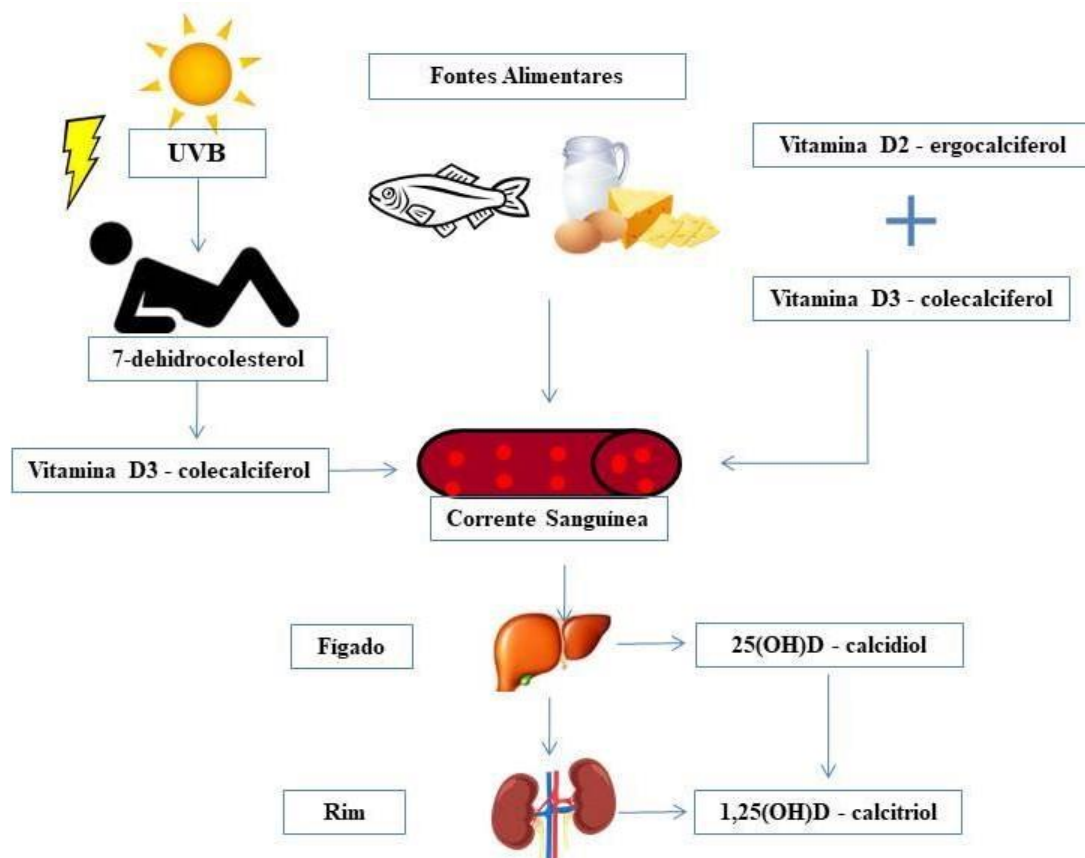 Fontes Alimentares
UVB
Vitamina D2 - ergocalciferol
Vitamina D3 - colecalciferol
7-dehidrocolesterol
Vitamina D3 - colecalciferol
Corrente Sanguínea
Fígado
25(OH)D - calcidiol
Rim
1,25(OH)D - calcitriol